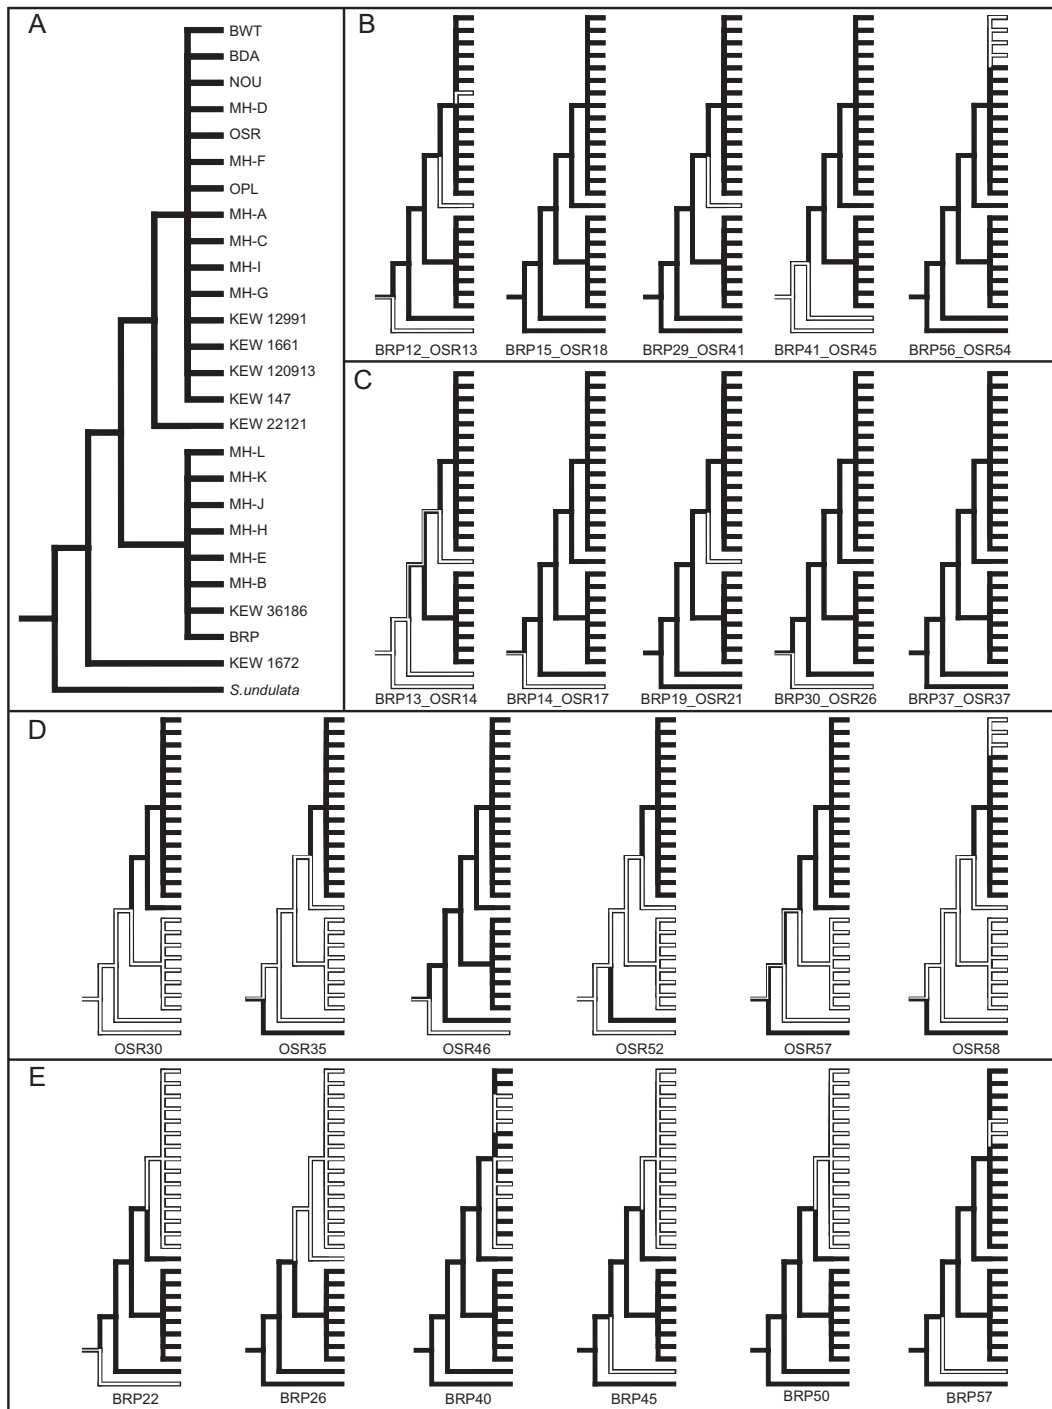 A
BWT
BDA
NOU
MH-D
OSR
MH-F
OPL
MH-A
MH-C
MH-I
MH-G
KEW 12991
KEW 1661
KEW 120913
KEW 147
KEW 22121
MH-L
MH-K
MH-J
MH-H
MH-E
MH-B
KEW 36186
BRP
KEW 1672
S.undulata
B
BRP12_OSR13 BRP15_OSR18 BRP29_OSR41 BRP41_OSR45 BRP56_OSR54
C
BRP13_OSR14 BRP14_OSR17 BRP19_OSR21 BRP30_OSR26 BRP37_OSR37
D
OSR30 OSR35 OSR46 OSR52 OSR57 OSR58
E
BRP22 BRP26 BRP40 BRP45 BRP50 BRP57